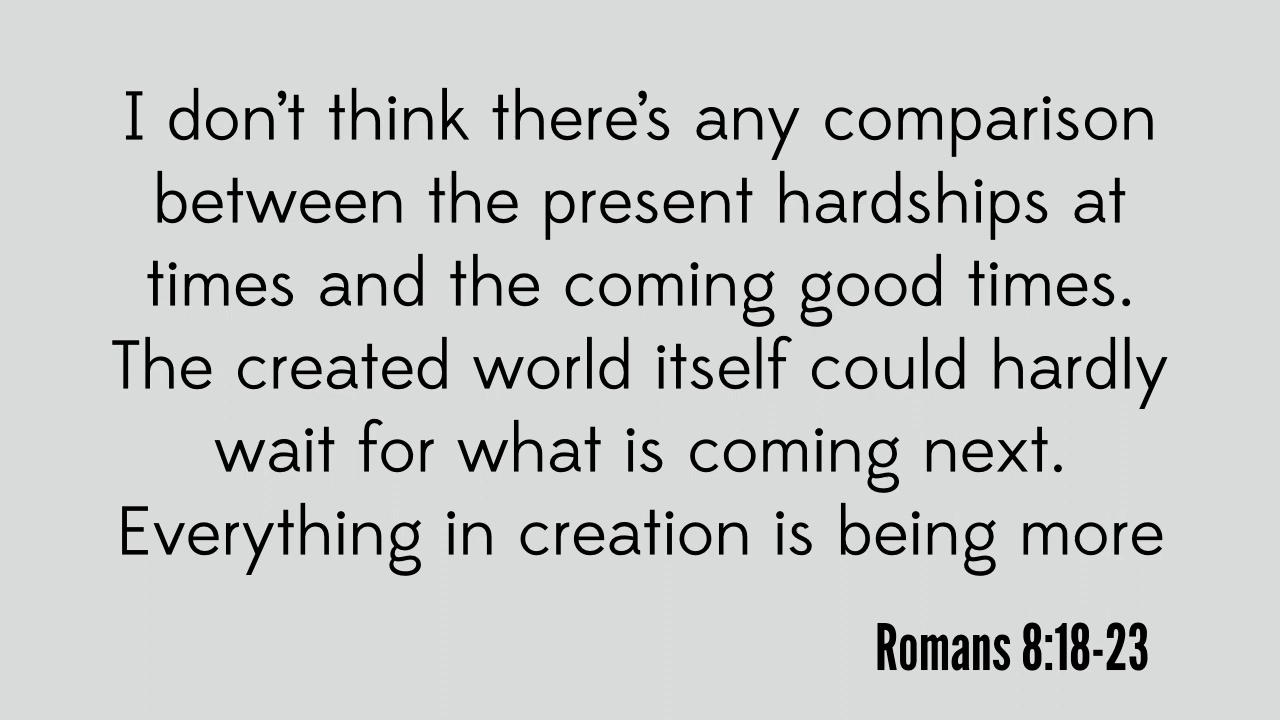 I don’t think there’s any comparison
between the present hardships at
times and the coming good times.
The created world itself could hardly
wait for what is coming next.
Everything in creation is being more
Romans 8:18-23